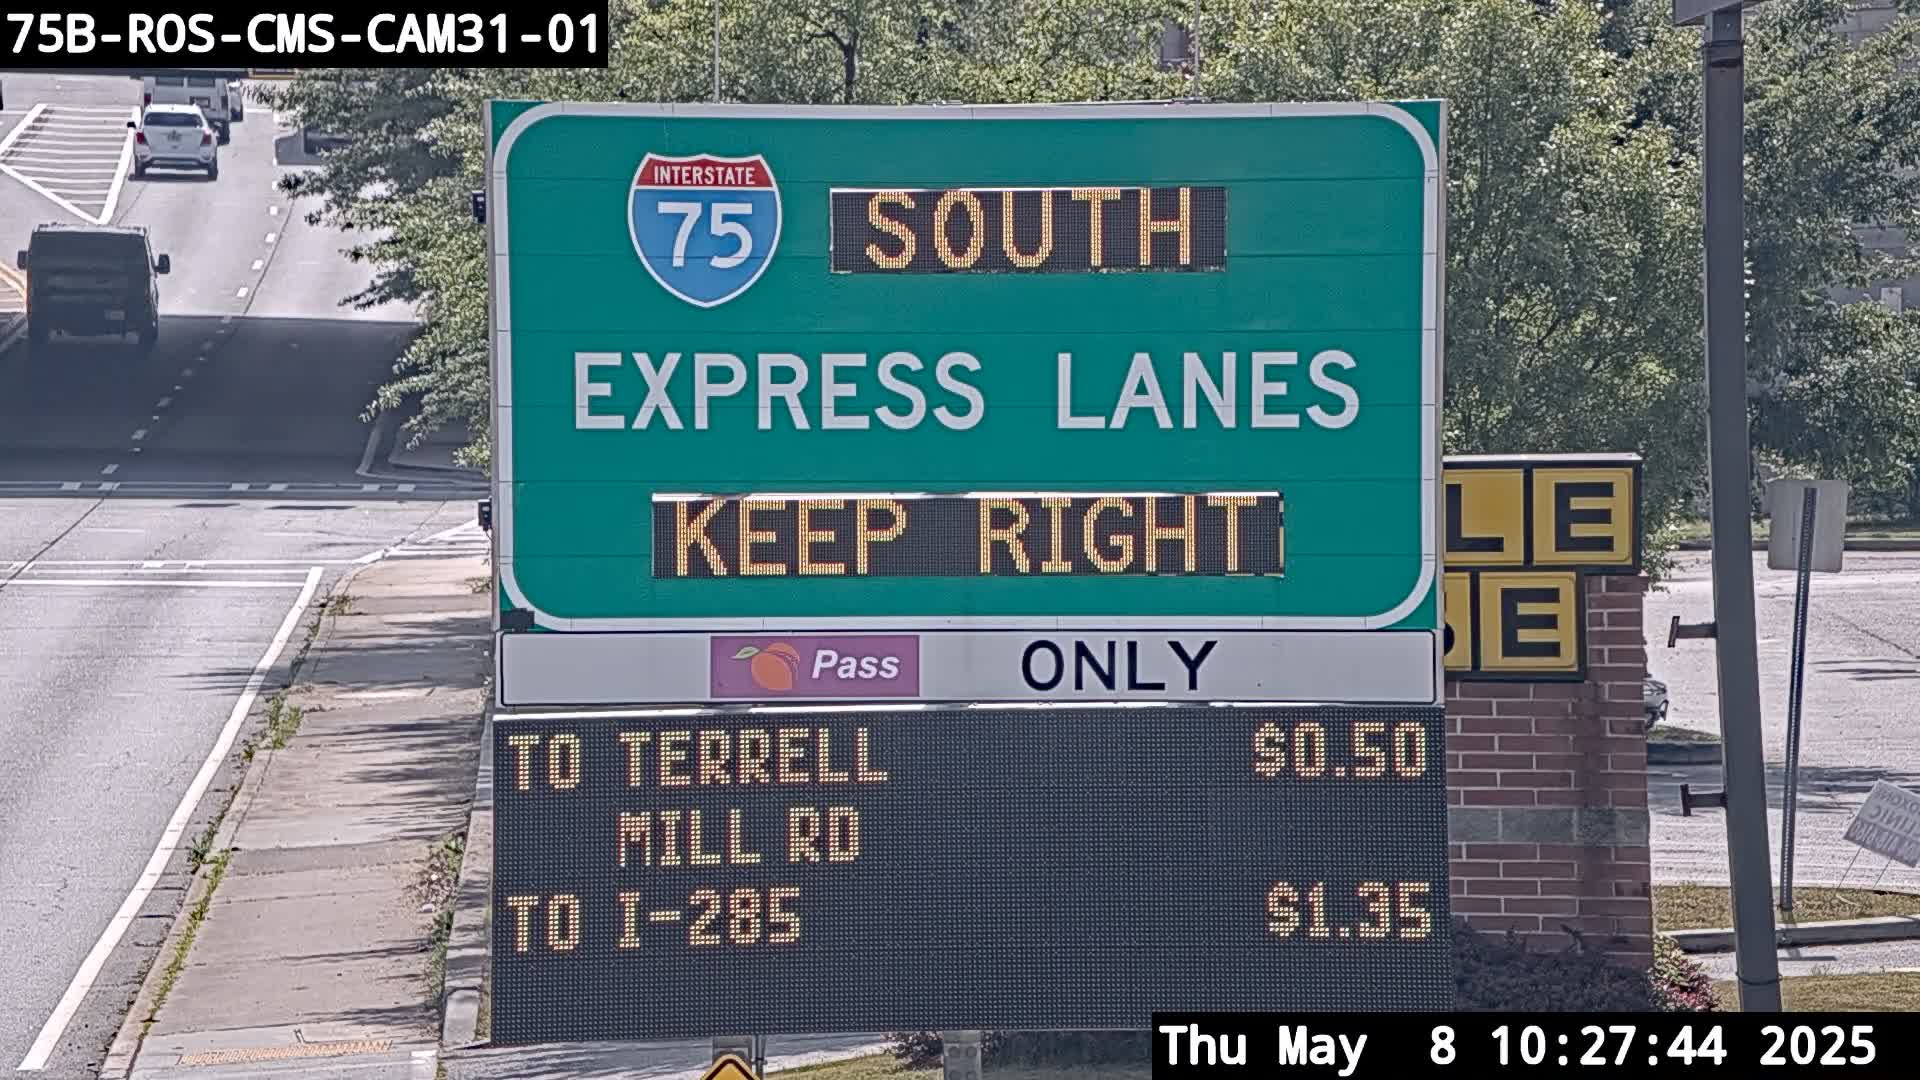 75B-ROS-CMS-CAM31-01
INTERSTATE
75
SOUTH
EXPRESS LANES
KEEP RIGHT
Pass ONLY
TO TERRELL $0.50
MILL RD
TO I-285 $1.35
LE
E
Thu May 8 10:27:44 2025